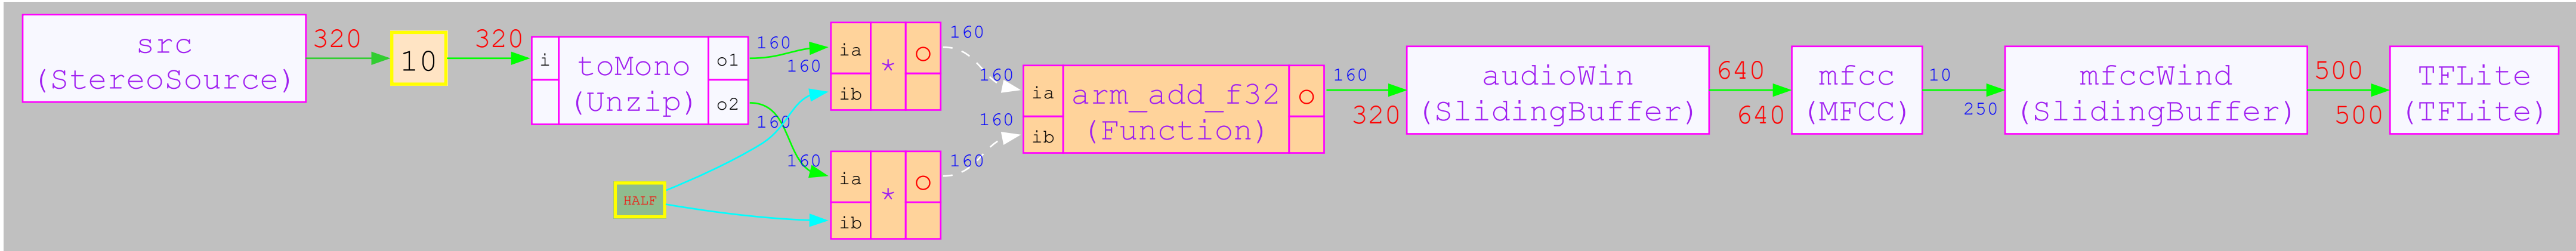 src
(StereoSource)
320
10
320
i
toMono
(Unzip)
o1
o2
160
160
160
160
HALF
ia
*
o
ib
160
ia
*
o
ib
160
160
160
ia
arm_add_f32
(Function)
o
ib
160
320
audioWin
(SlidingBuffer)
640
640
mfcc
(MFCC)
10
250
mfccWind
(SlidingBuffer)
500
500
TFLite
(TFLite)